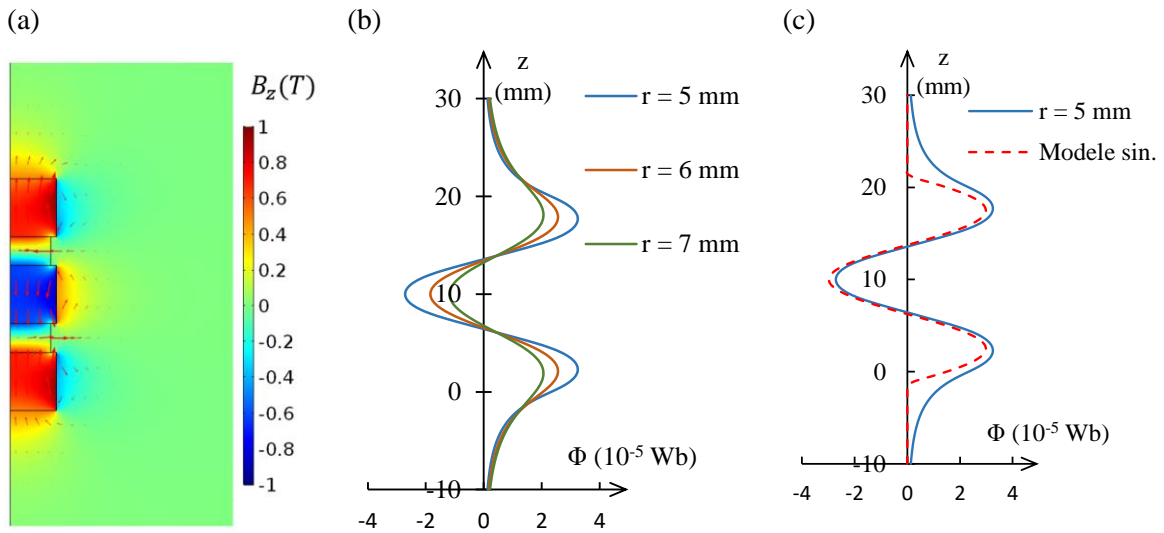 (a)
B_z(T)
1
0.8
0.6
0.4
0.2
0
-0.2
-0.4
-0.6
-0.8
-1
(b)
z
(mm)
30
20
10
0
-10
r = 5 mm
r = 6 mm
r = 7 mm
Φ (10⁻⁵ Wb)
-4
-2
0
2
4
(c)
z
(mm)
30
20
10
0
-10
r = 5 mm
Modele sin.
Φ (10⁻⁵ Wb)
-4
-2
0
2
4